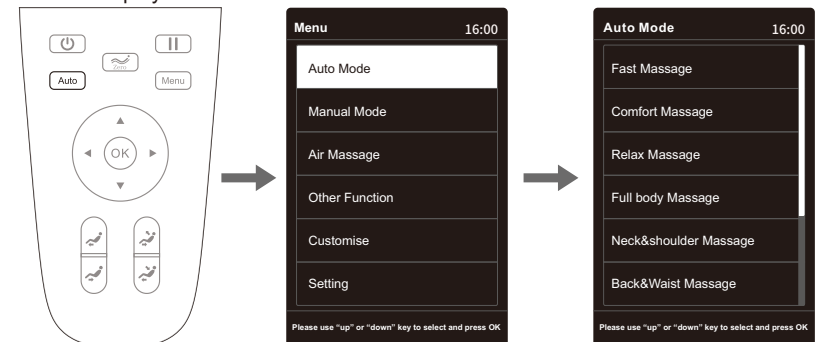 Zero
Auto
Menu
OK
Menu 16:00
Auto Mode
Manual Mode
Air Massage
Other Function
Customise
Setting
Please use “up” or “down” key to select and press OK
Auto Mode 16:00
Fast Massage
Comfort Massage
Relax Massage
Full body Massage
Neck&shoulder Massage
Back&Waist Massage
Please use “up” or “down” key to select and press OK